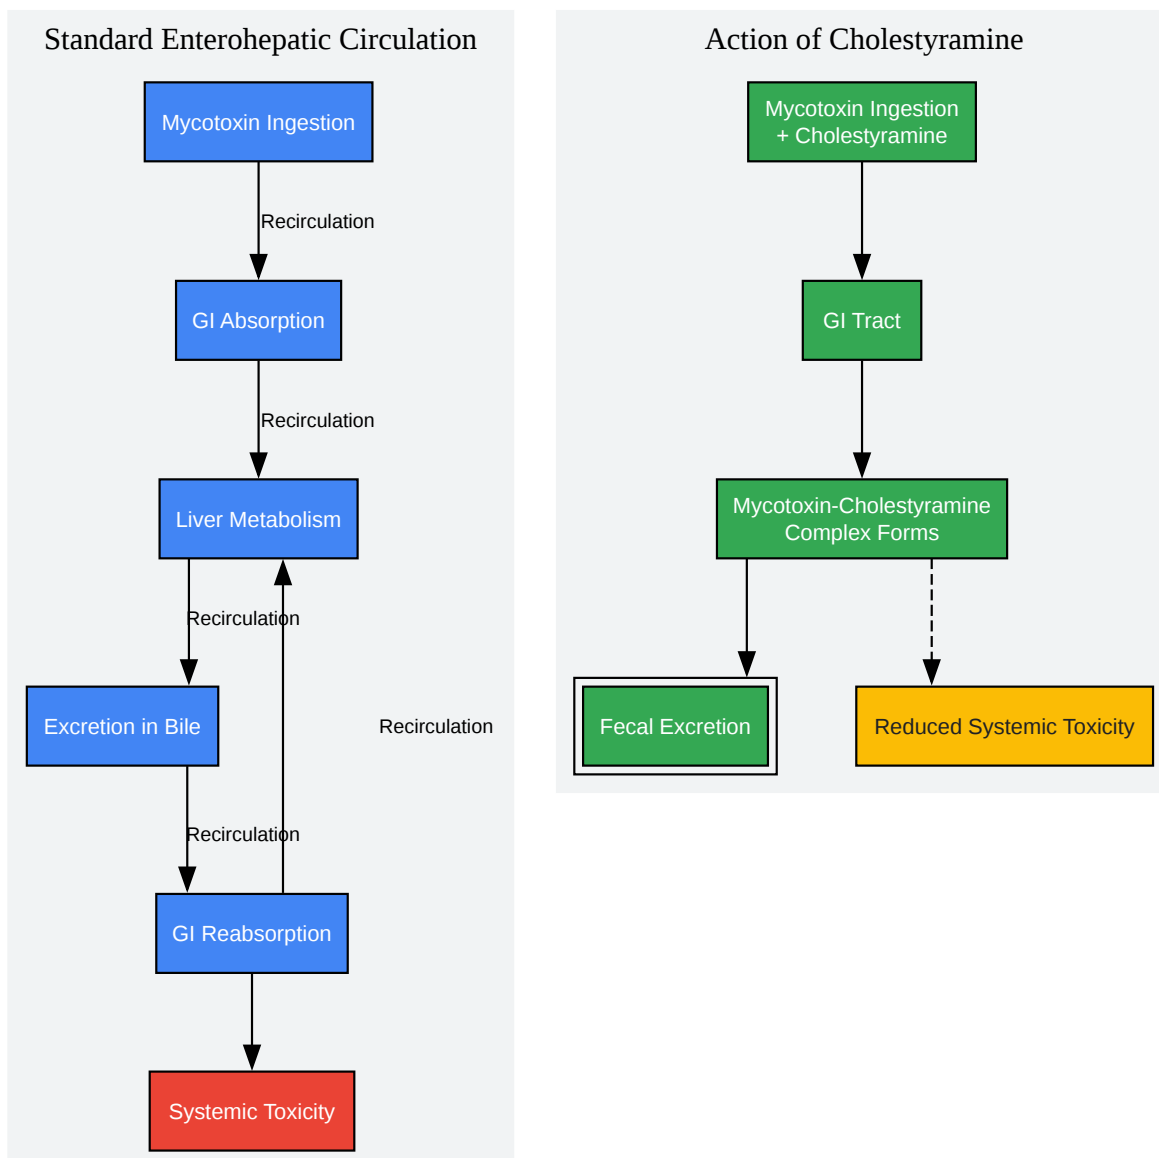 Standard Enterohepatic Circulation
Mycotoxin Ingestion
Recirculation
GI Absorption
Recirculation
Liver Metabolism
Recirculation
Excretion in Bile
Recirculation
Recirculation
GI Reabsorption
Systemic Toxicity
Action of Cholestyramine
Mycotoxin Ingestion
+ Cholestyramine
GI Tract
Mycotoxin-Cholestyramine
Complex Forms
Fecal Excretion
Reduced Systemic Toxicity